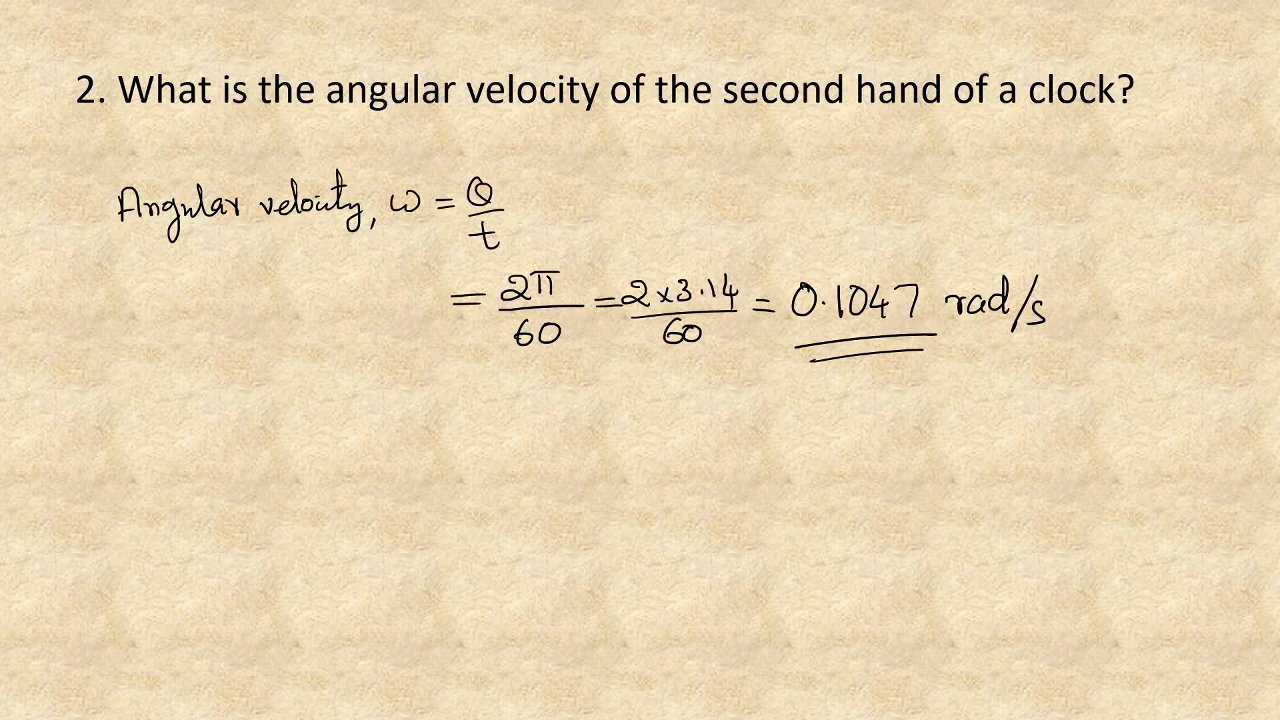 2. What is the angular velocity of the second hand of a clock?
Angular velocity, ω = θ/t
= 2π/60 = 2×3.14/60 = 0.1047 rad/s